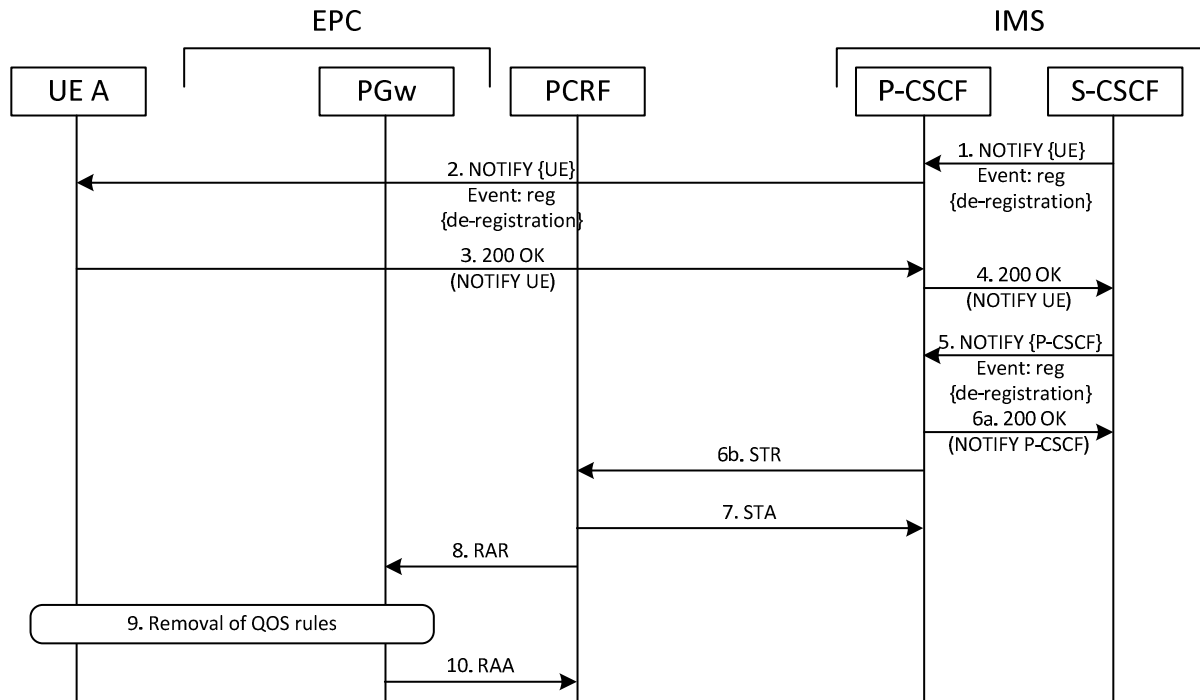 EPC
IMS
UE A
PGw
PCRF
P-CSCF
S-CSCF
1. NOTIFY {UE}
Event: reg
{de-registration}
2. NOTIFY {UE}
Event: reg
{de-registration}
3. 200 OK
(NOTIFY UE)
4. 200 OK
(NOTIFY UE)
5. NOTIFY {P-CSCF}
Event: reg
{de-registration}
6a. 200 OK
(NOTIFY P-CSCF)
6b. STR
7. STA
8. RAR
9. Removal of QOS rules
10. RAA